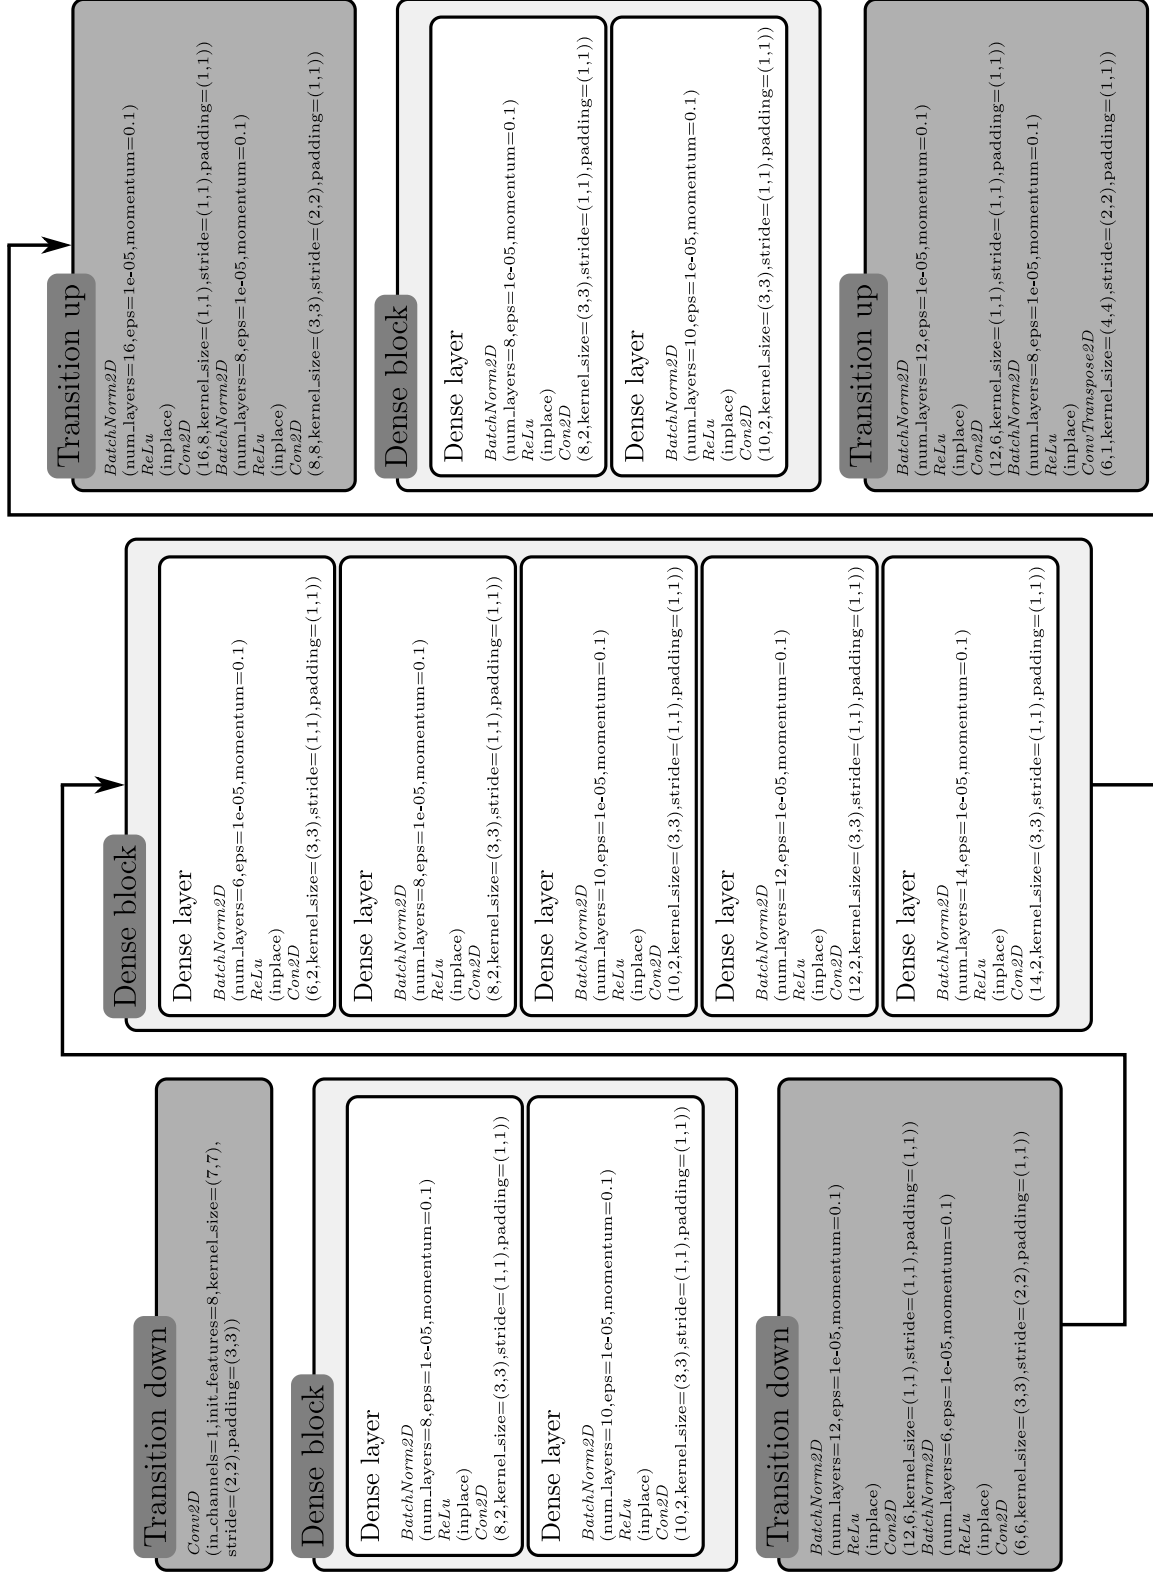 Transition down
Conv2D
(in_channels=1,init_features=8,kernel_size=(7,7),
stride=(2,2),padding=(3,3))
Dense block
Dense layer
BatchNorm2D
(num_layers=8,eps=1e-05,momentum=0.1)
ReLu
(inplace)
Con2D
(8,2,kernel_size=(3,3),stride=(1,1),padding=(1,1))
Dense layer
BatchNorm2D
(num_layers=10,eps=1e-05,momentum=0.1)
ReLu
(inplace)
Con2D
(10,2,kernel_size=(3,3),stride=(1,1),padding=(1,1))
Transition down
BatchNorm2D
(num_layers=12,eps=1e-05,momentum=0.1)
ReLu
(inplace)
Con2D
(12,6,kernel_size=(1,1),stride=(1,1),padding=(1,1))
BatchNorm2D
(num_layers=6,eps=1e-05,momentum=0.1)
ReLu
(inplace)
Con2D
(6,6,kernel_size=(3,3),stride=(2,2),padding=(1,1))
Dense block
Dense layer
BatchNorm2D
(num_layers=6,eps=1e-05,momentum=0.1)
ReLu
(inplace)
Con2D
(6,2,kernel_size=(3,3),stride=(1,1),padding=(1,1))
Dense layer
BatchNorm2D
(num_layers=8,eps=1e-05,momentum=0.1)
ReLu
(inplace)
Con2D
(8,2,kernel_size=(3,3),stride=(1,1),padding=(1,1))
Dense layer
BatchNorm2D
(num_layers=10,eps=1e-05,momentum=0.1)
ReLu
(inplace)
Con2D
(10,2,kernel_size=(3,3),stride=(1,1),padding=(1,1))
Dense layer
BatchNorm2D
(num_layers=12,eps=1e-05,momentum=0.1)
ReLu
(inplace)
Con2D
(12,2,kernel_size=(3,3),stride=(1,1),padding=(1,1))
Dense layer
BatchNorm2D
(num_layers=14,eps=1e-05,momentum=0.1)
ReLu
(inplace)
Con2D
(14,2,kernel_size=(3,3),stride=(1,1),padding=(1,1))
Transition up
BatchNorm2D
(num_layers=16,eps=1e-05,momentum=0.1)
ReLu
(inplace)
Con2D
(16,8,kernel_size=(1,1),stride=(1,1),padding=(1,1))
BatchNorm2D
(num_layers=8,eps=1e-05,momentum=0.1)
ReLu
(inplace)
Con2D
(8,8,kernel_size=(3,3),stride=(2,2),padding=(1,1))
Dense block
Dense layer
BatchNorm2D
(num_layers=8,eps=1e-05,momentum=0.1)
ReLu
(inplace)
Con2D
(8,2,kernel_size=(3,3),stride=(1,1),padding=(1,1))
Dense layer
BatchNorm2D
(num_layers=10,eps=1e-05,momentum=0.1)
ReLu
(inplace)
Con2D
(10,2,kernel_size=(3,3),stride=(1,1),padding=(1,1))
Transition up
BatchNorm2D
(num_layers=12,eps=1e-05,momentum=0.1)
ReLu
(inplace)
Con2D
(12,6,kernel_size=(1,1),stride=(1,1),padding=(1,1))
BatchNorm2D
(num_layers=8,eps=1e-05,momentum=0.1)
ReLu
(inplace)
ConvTranspose2D
(6,1,kernel_size=(4,4),stride=(2,2),padding=(1,1))